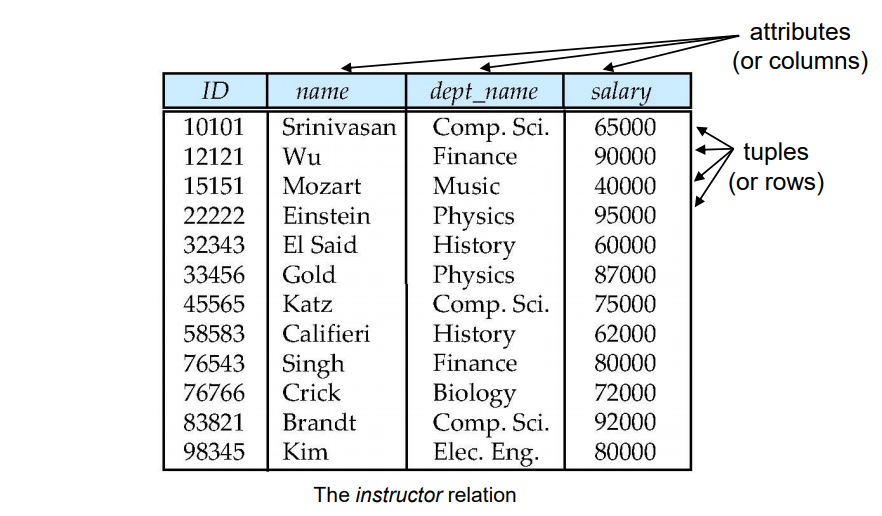 attributes
(or columns)
ID name dept_name salary
10101 Srinivasan Comp. Sci. 65000
12121 Wu Finance 90000
15151 Mozart Music 40000
22222 Einstein Physics 95000
32343 El Said History 60000
33456 Gold Physics 87000
45565 Katz Comp. Sci. 75000
58583 Califieri History 62000
76543 Singh Finance 80000
76766 Crick Biology 72000
83821 Brandt Comp. Sci. 92000
98345 Kim Elec. Eng. 80000
tuples
(or rows)
The instructor relation